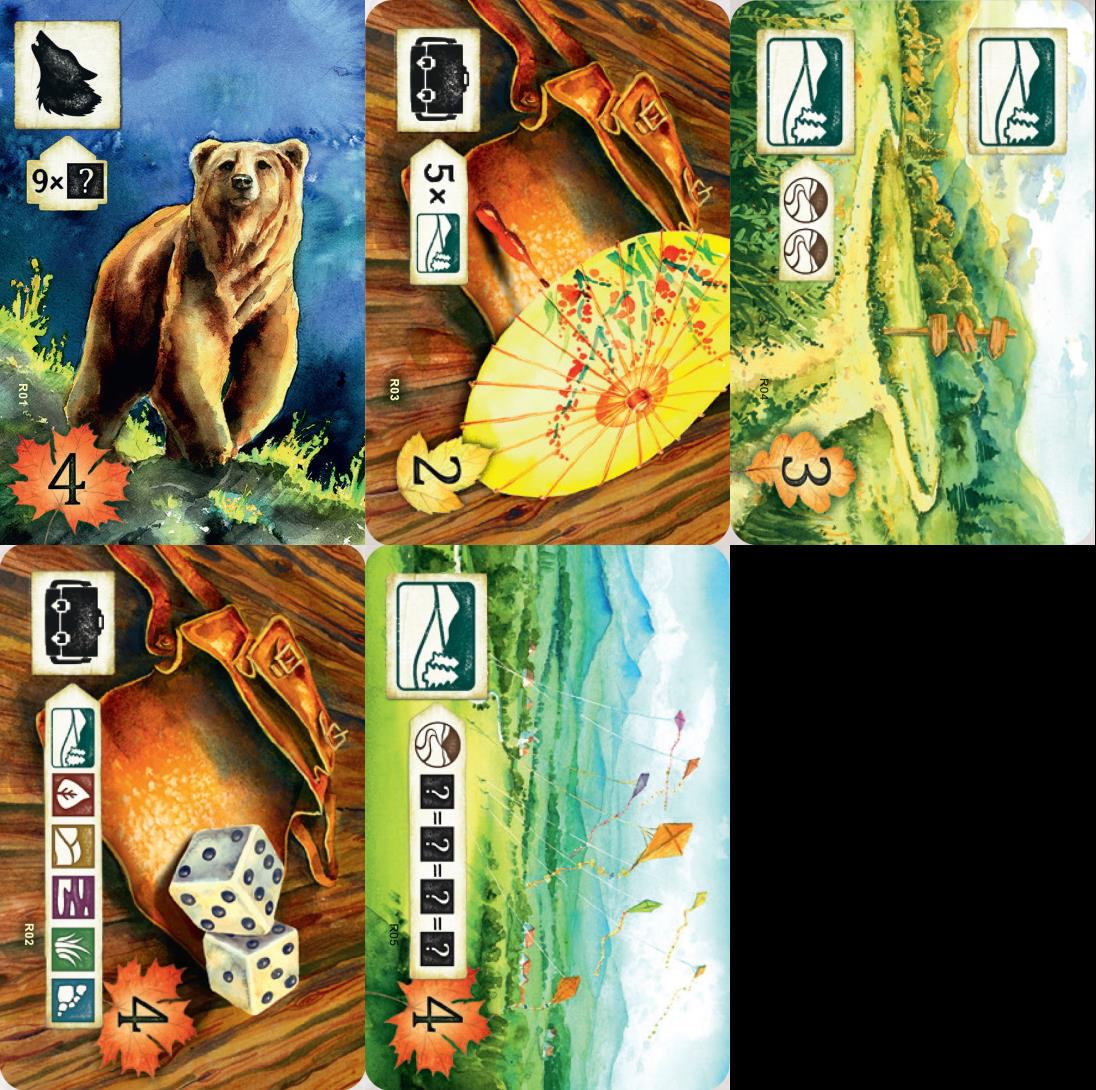 9× ?
R01
4
5×
R03
2
R04
3
R02
4
? = ? = ? = ?
R05
4